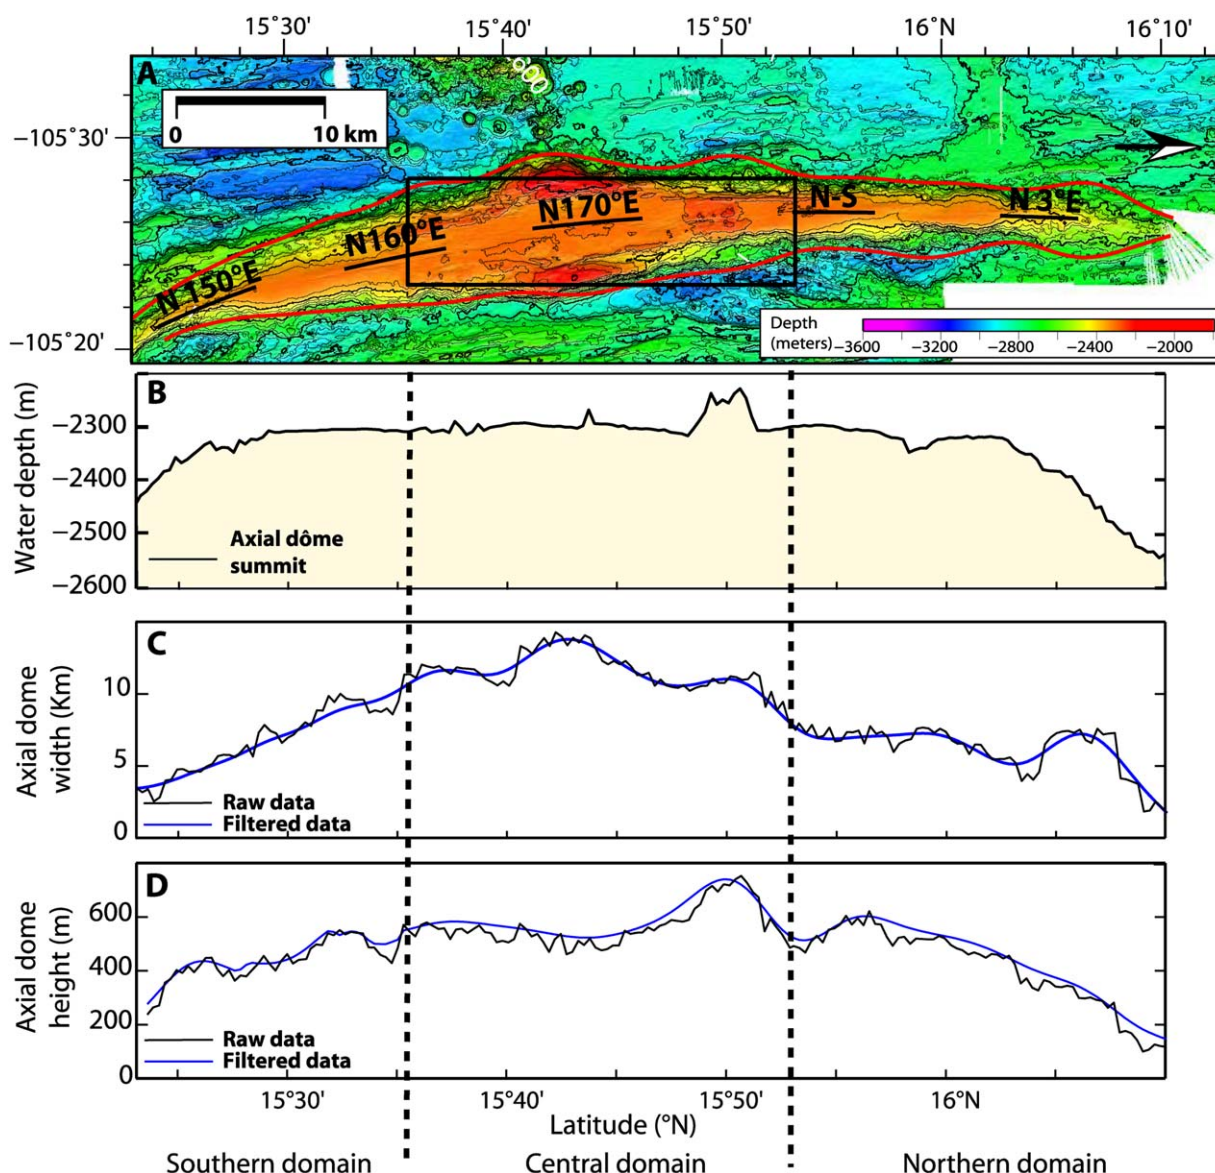 15°30' 15°40' 15°50' 16°N 16°10'
A
-105°30'
-105°20'
0 10 km
N 150°E
N160°E
N170°E
N-S
N 3°E
Depth
(meters)
-3600 -3200 -2800 -2400 -2000
B
Water depth (m)
-2300
-2400
-2500
-2600
Axial dôme
summit
C
Axial dome
width (Km)
10
5
0
Raw data
Filtered data
D
Axial dome
height (m)
600
400
200
0
Raw data
Filtered data
15°30' 15°40' 15°50' 16°N
Latitude (°N)
Southern domain Central domain Northern domain